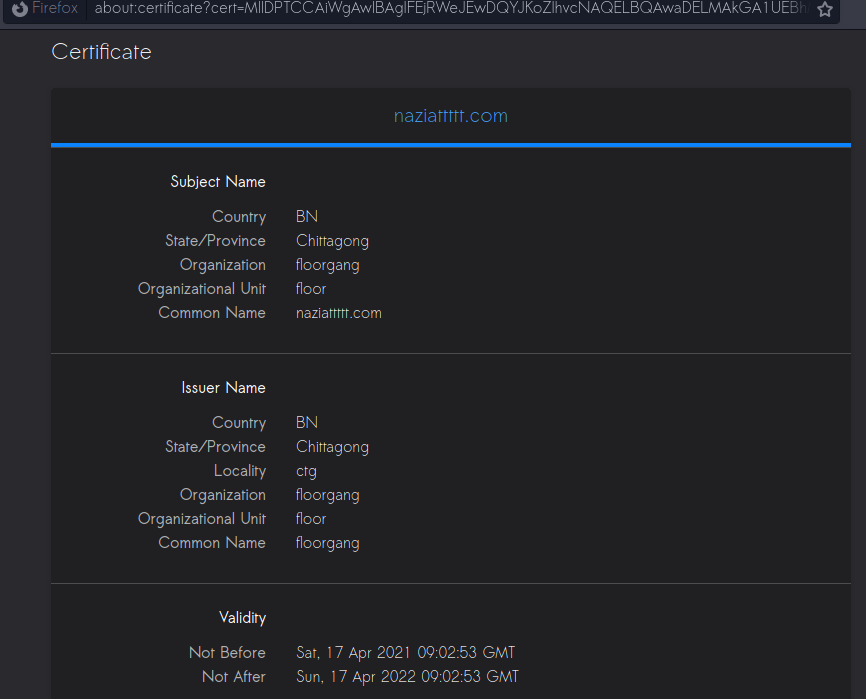 Firefox about:certificate?cert=MIIDPTCCAiWgAwIBAgIFEjRWeJEwDQYJKoZIhvcNAQELBQAwaDELMAkGA1UEBh
Certificate
naziattttt.com
Subject Name
Country BN
State/Province Chittagong
Organization floorgang
Organizational Unit floor
Common Name naziattttt.com
Issuer Name
Country BN
State/Province Chittagong
Locality ctg
Organization floorgang
Organizational Unit floor
Common Name floorgang
Validity
Not Before Sat, 17 Apr 2021 09:02:53 GMT
Not After Sun, 17 Apr 2022 09:02:53 GMT